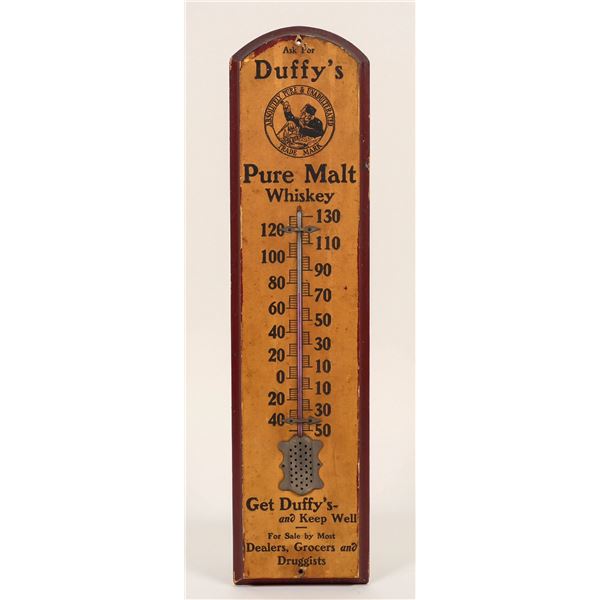 Ask For
Duffy's
ABSOLUTELY PURE & UNADULTERATED
TRADE MARK
Pure Malt
Whiskey
130
120
110
100
90
80
70
60
50
40
30
20
10
0
10
20
30
40
50
Get Duffy's-
and Keep Well
For Sale by Most
Dealers, Grocers and
Druggists